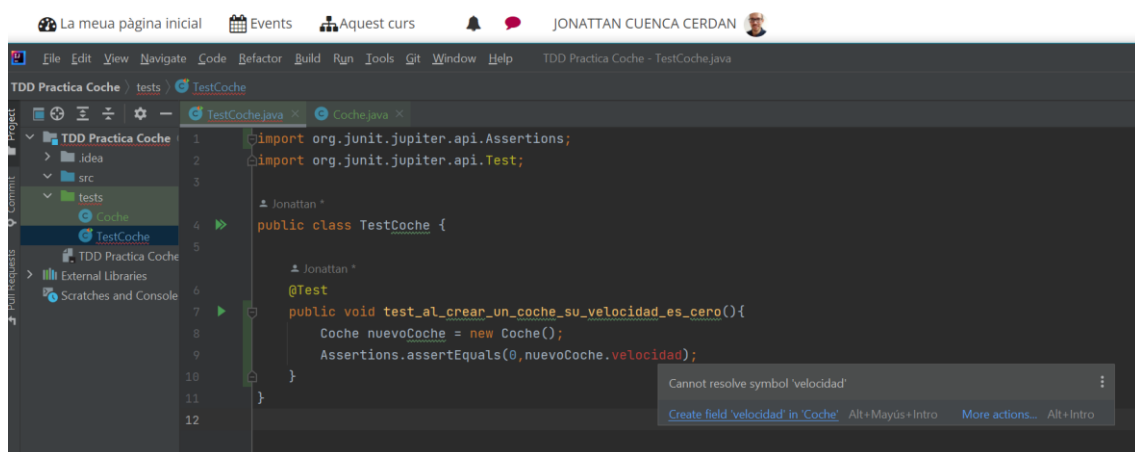 La meua pàgina inicial Events Aquest curs JONATTAN CUENCA CERDAN
File Edit View Navigate Code Refactor Build Run Tools Git Window Help TDD Practica Coche - TestCoche.java
TDD Practica Coche tests TestCoche
TestCoche.java Coche.java
Project
Commit
Pull Requests
TDD Practica Coche
.idea
src
tests
Coche
TestCoche
TDD Practica Coche
External Libraries
Scratches and Console
1 import org.junit.jupiter.api.Assertions;
2 import org.junit.jupiter.api.Test;
3
Jonattan *
4 public class TestCoche {
5
Jonattan *
6 @Test
7 public void test_al_crear_un_coche_su_velocidad_es_cero(){
8 Coche nuevoCoche = new Coche();
9 Assertions.assertEquals(0,nuevoCoche.velocidad);
10 }
11 }
12
Cannot resolve symbol 'velocidad'
Create field 'velocidad' in 'Coche' Alt+Mayús+Intro More actions... Alt+Intro